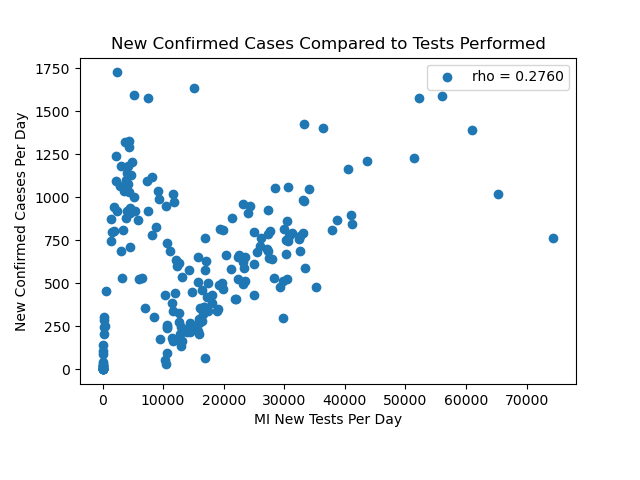 New Confirmed Cases Compared to Tests Performed
rho = 0.2760
New Confirmed Caeses Per Day
1750
1500
1250
1000
750
500
250
0
0 10000 20000 30000 40000 50000 60000 70000
MI New Tests Per Day